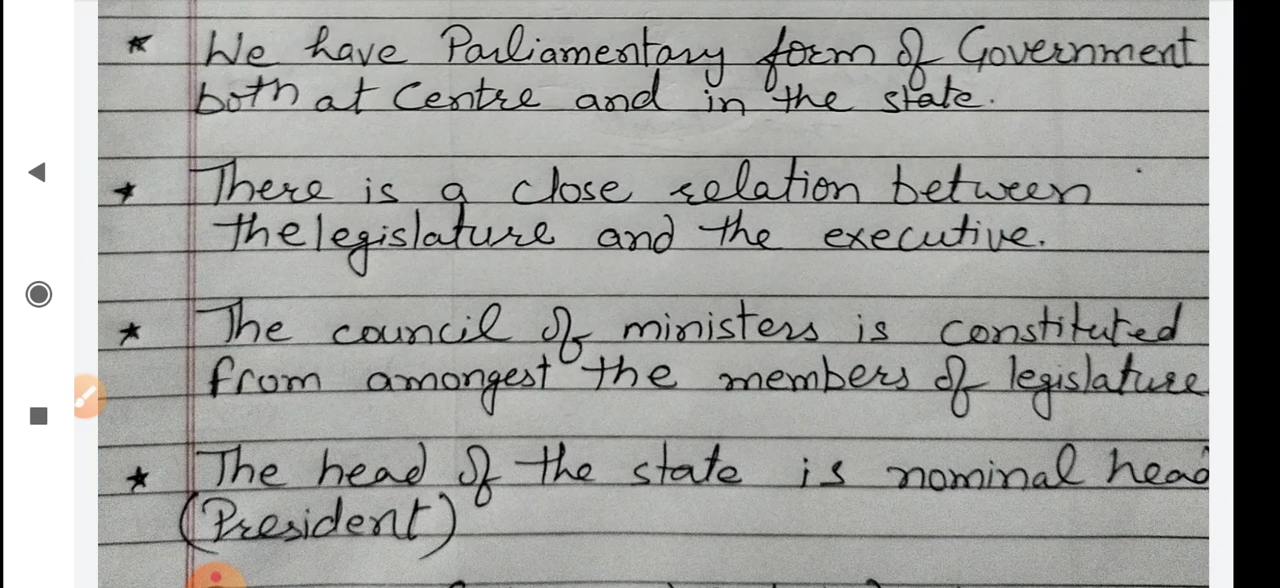 ★ We have Parliamentary form of Government
both at Centre and in the state.
★ There is a close relation between
the legislature and the executive.
★ The council of ministers is constituted
from amongest the members of legislature
★ The head of the state is nominal head
(President)